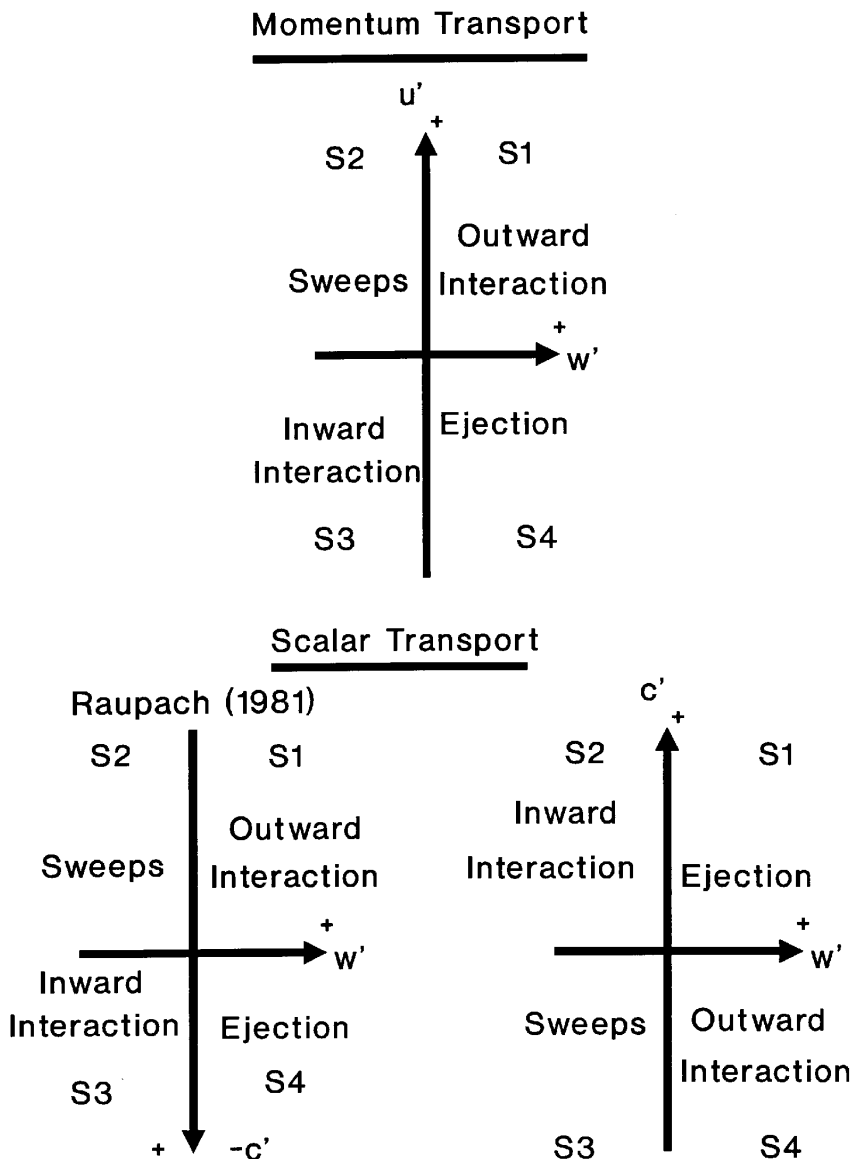 Momentum Transport
u'
+
S2
S1
Outward
Interaction
Sweeps
+
w'
Inward
Interaction
Ejection
S3
S4
Scalar Transport
Raupach (1981)
S2
S1
Outward
Interaction
Sweeps
+
w'
Inward
Interaction
Ejection
S3
S4
+
-c'
c'
+
S2
S1
Inward
Interaction
Ejection
+
w'
Sweeps
Outward
Interaction
S3
S4